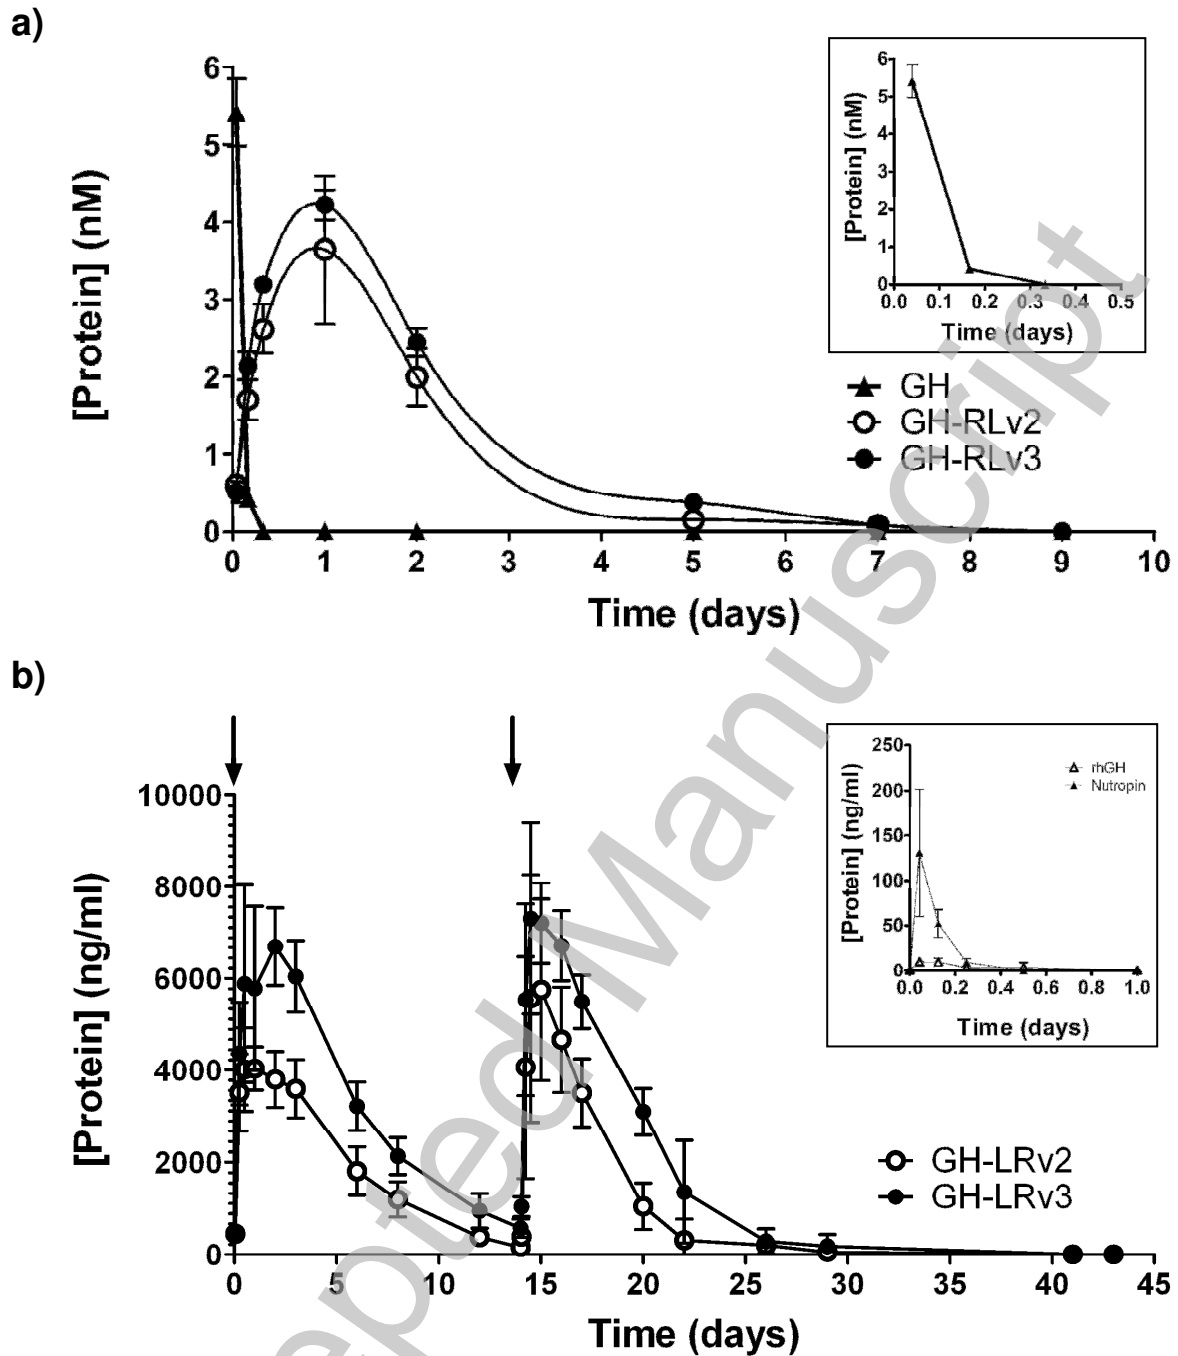 a)
6
5
4
3
2
1
0
[Protein] (nM)
0 1 2 3 4 5 6 7 8 9 10
Time (days)
6
5
4
3
2
1
0
[Protein] (nM)
0.0 0.1 0.2 0.3 0.4 0.5
Time (days)
GH
GH-RLv2
GH-RLv3
b)
10000
8000
6000
4000
2000
0
[Protein] (ng/ml)
0 5 10 15 20 25 30 35 40 45
Time (days)
250
200
150
100
50
0
[Protein] (ng/ml)
0.0 0.2 0.4 0.6 0.8 1.0
Time (days)
rhGH
Nutropin
GH-LRv2
GH-LRv3
epted Manuscript